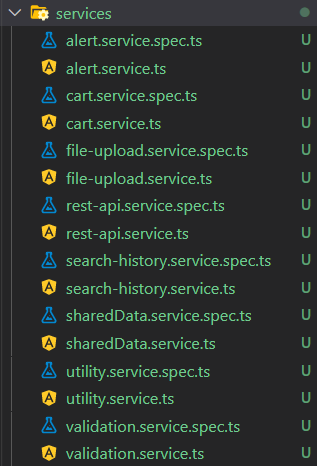 services
alert.service.spec.ts U
alert.service.ts U
cart.service.spec.ts U
cart.service.ts U
file-upload.service.spec.ts U
file-upload.service.ts U
rest-api.service.spec.ts U
rest-api.service.ts U
search-history.service.spec.ts U
search-history.service.ts U
sharedData.service.spec.ts U
sharedData.service.ts U
utility.service.spec.ts U
utility.service.ts U
validation.service.spec.ts U
validation.service.ts U